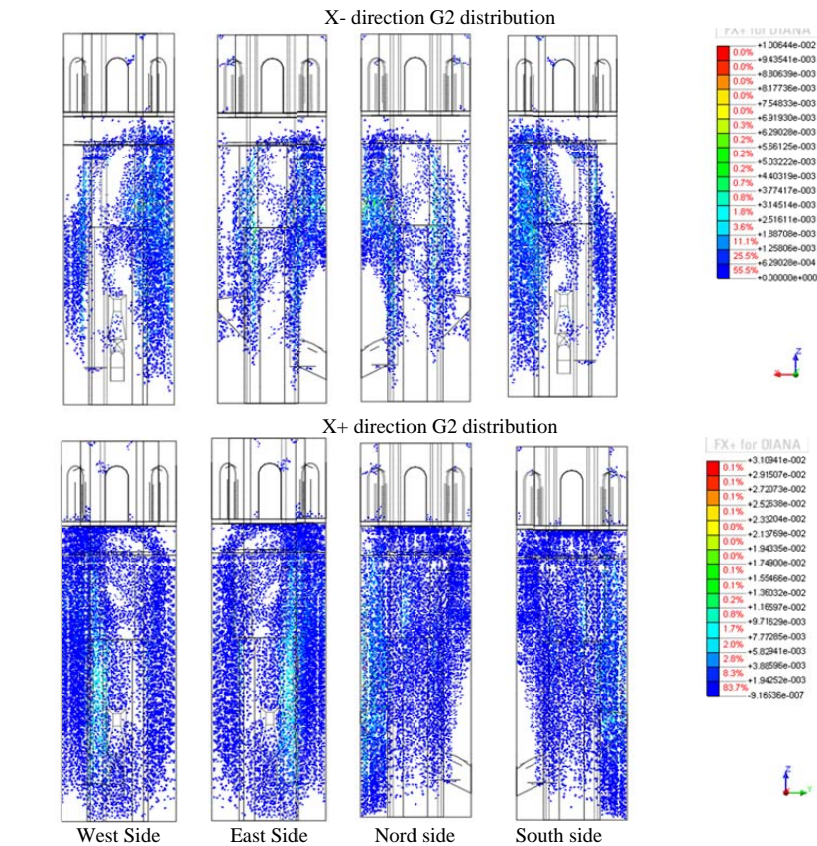 X- direction G2 distribution
FX+ for DIANA
+1.00644e-002
0.0%
+9.43541e-003
0.0%
+8.80639e-003
0.0%
+8.17736e-003
0.0%
+7.54833e-003
0.0%
+6.91930e-003
0.3%
+6.29028e-003
0.2%
+5.66125e-003
0.2%
+5.03222e-003
0.2%
+4.40319e-003
0.7%
+3.77417e-003
0.8%
+3.14514e-003
1.8%
+2.51611e-003
3.6%
+1.88708e-003
11.1%
+1.25806e-003
25.5%
+6.29028e-004
55.5%
+0.00000e+000
Z
X+ direction G2 distribution
FX+ for DIANA
+3.10941e-002
0.1%
+2.91507e-002
0.1%
+2.72073e-002
0.1%
+2.52638e-002
0.1%
+2.33204e-002
0.0%
+2.13769e-002
0.0%
+1.94335e-002
0.0%
+1.74900e-002
0.1%
+1.55466e-002
0.1%
+1.36032e-002
0.2%
+1.16597e-002
0.8%
+9.71629e-003
1.7%
+7.77285e-003
2.0%
+5.82941e-003
2.8%
+3.88596e-003
8.3%
+1.94252e-003
83.7%
-9.16536e-007
Z
Y
West Side East Side Nord side South side